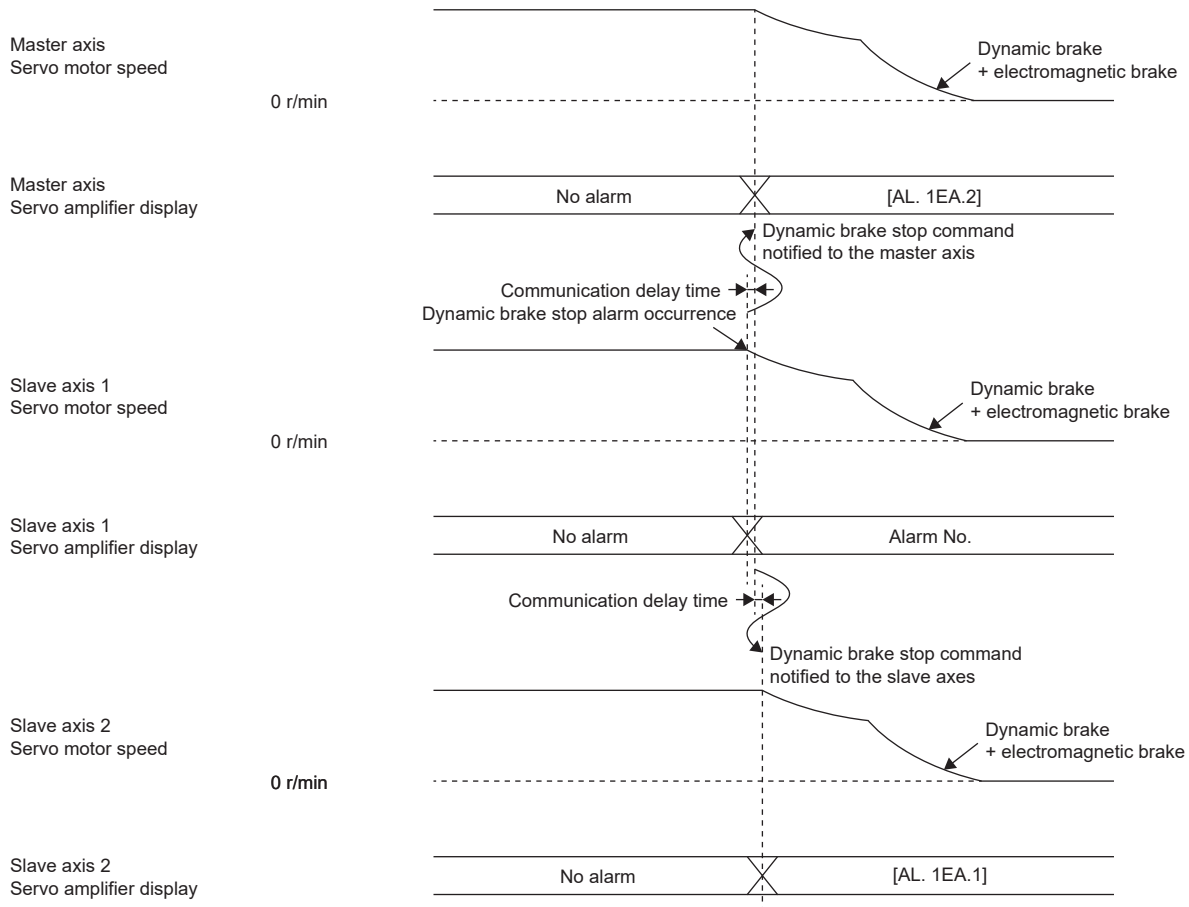 Master axis
Servo motor speed
Dynamic brake
+ electromagnetic brake
0 r/min
Master axis
Servo amplifier display
No alarm
[AL. 1EA.2]
Dynamic brake stop command
notified to the master axis
Communication delay time
Dynamic brake stop alarm occurrence
Slave axis 1
Servo motor speed
Dynamic brake
+ electromagnetic brake
0 r/min
Slave axis 1
Servo amplifier display
No alarm
Alarm No.
Communication delay time
Dynamic brake stop command
notified to the slave axes
Slave axis 2
Servo motor speed
Dynamic brake
+ electromagnetic brake
0 r/min
Slave axis 2
Servo amplifier display
No alarm
[AL. 1EA.1]